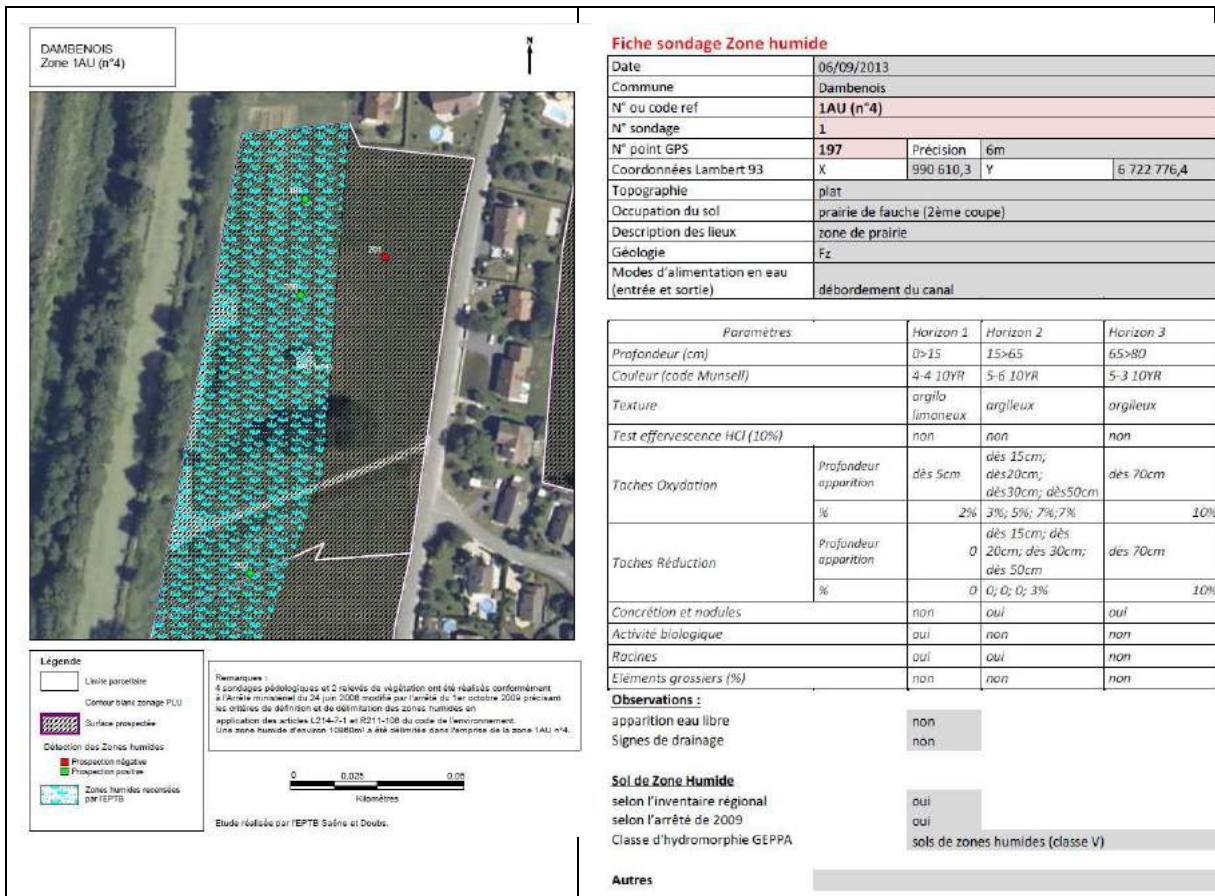 DAMBENOIS
Zone 1AU (n°4)
N
201
Légende
Limite parcellaire
Contour blanc zonage PLU
Surface prospectée
Détection des Zones humides
Prospection négative
Prospection positive
Zones humides recensées
par l'EPTB
Remarques :
4 sondages pédologiques et 2 relevés de végétation ont été réalisés conformément
à l'Arrêté ministériel du 24 juin 2008 modifié par l'arrêté du 1er octobre 2009 précisant
les critères de définition et de délimitation des zones humides en
application des articles L214-7-1 et R211-108 du code de l'environnement.
Une zone humide d'environ 10960m² a été délimitée dans l'emprise de la zone 1AU n°4.
0 0,025 0,05
Kilomètres
Etude réalisée par l'EPTB Saône et Doubs.
Fiche sondage Zone humide
Date 06/09/2013
Commune Dambenois
N° ou code ref 1AU (n°4)
N° sondage 1
N° point GPS 197 Précision 6m
Coordonnées Lambert 93 X 990 610,3 Y 6 722 776,4
Topographie plat
Occupation du sol prairie de fauche (2ème coupe)
Description des lieux zone de prairie
Géologie Fz
Modes d'alimentation en eau
(entrée et sortie) débordement du canal
Paramètres Horizon 1 Horizon 2 Horizon 3
Profondeur (cm) 0>15 15>65 65>80
Couleur (code Munsell) 4-4 10YR 5-6 10YR 5-3 10YR
Texture argilo limoneux argileux argileux
Test effervescence HCl (10%) non non non
Taches Oxydation Profondeur apparition dès 5cm dès 15cm; dès20cm; dès30cm; dès50cm dès 70cm
% 2% 3%; 5%; 7%;7% 10%
Taches Réduction Profondeur apparition 0 dès 15cm; dès 20cm; dès 30cm; dès 50cm dès 70cm
% 0 0; 0; 0; 3% 10%
Concrétion et nodules non oui oui
Activité biologique oui non non
Racines oui oui non
Eléments grossiers (%) non non non
Observations :
apparition eau libre non
Signes de drainage non
Sol de Zone Humide
selon l'inventaire régional oui
selon l'arrêté de 2009 oui
Classe d'hydromorphie GEPPA sols de zones humides (classe V)
Autres